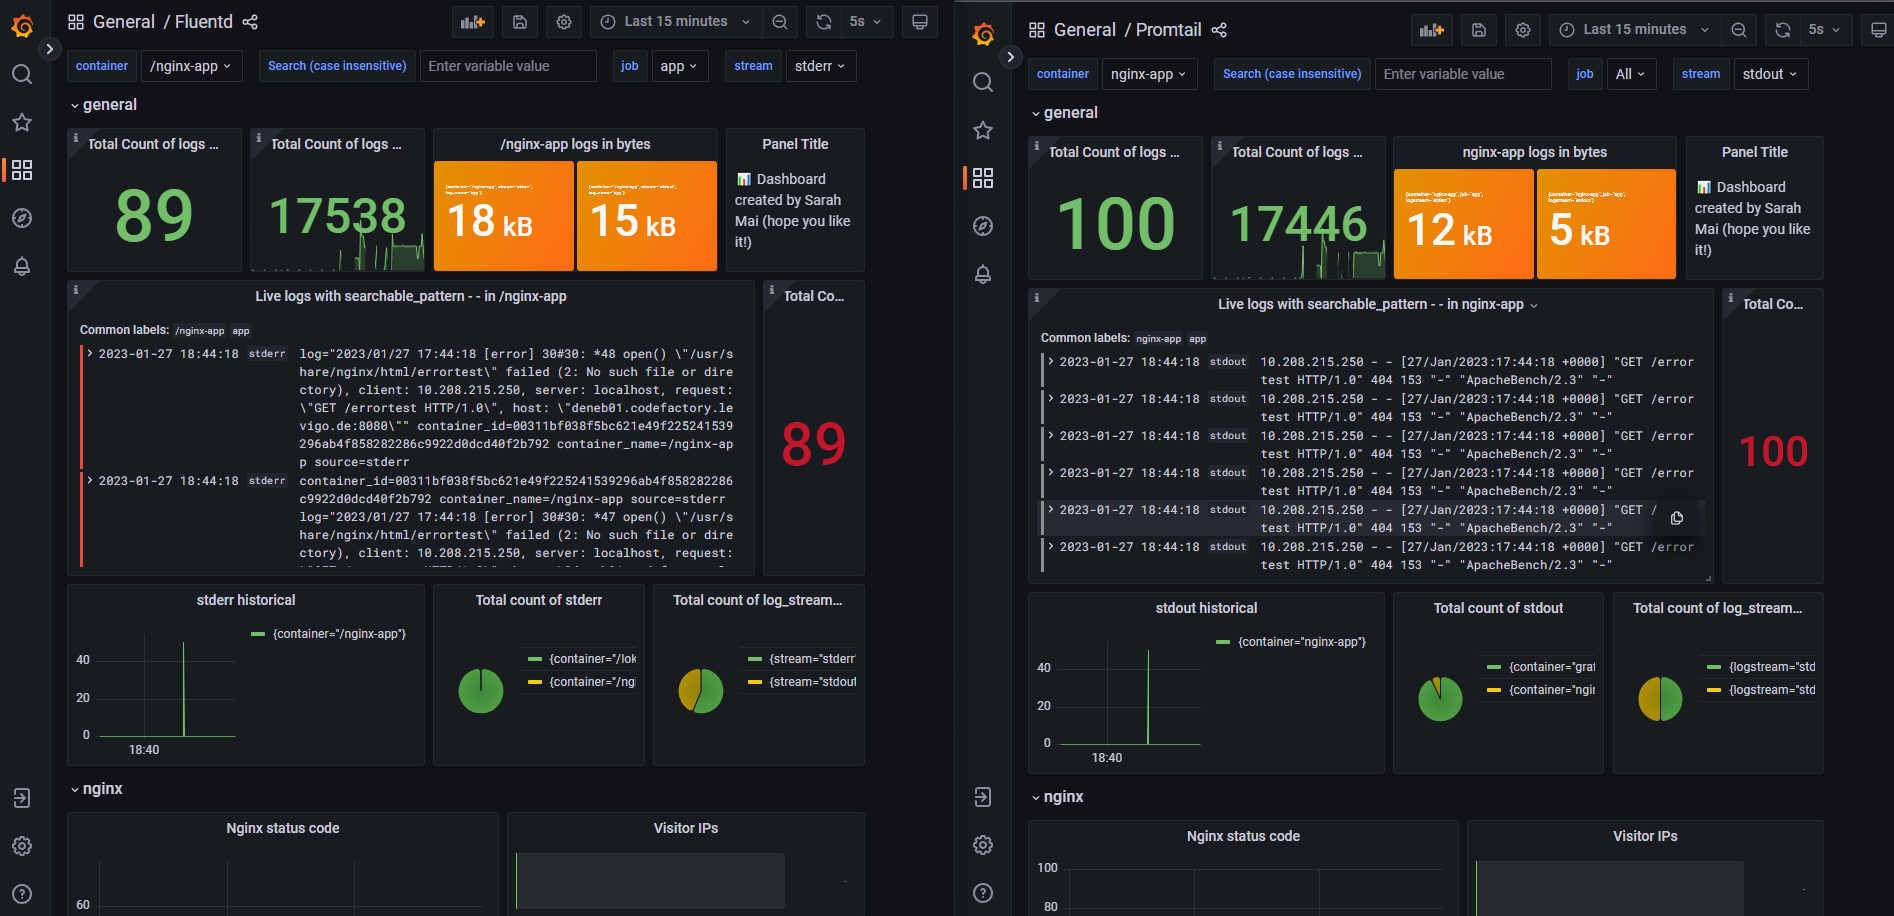 General / Fluentd
Last 15 minutes
5s
container
/nginx-app
Search (case insensitive)
Enter variable value
job
app
stream
stderr
general
Total Count of logs ...
89
Total Count of logs ...
17538
/nginx-app logs in bytes
18 kB
15 kB
Panel Title
📊 Dashboard
created by Sarah
Mai (hope you like
it!)
Live logs with searchable_pattern - - in /nginx-app
Common labels: /nginx-app app
2023-01-27 18:44:18 stderr log="2023/01/27 17:44:18 [error] 30#30: *48 open() \"/usr/s
hare/nginx/html/errortest\" failed (2: No such file or dire
ctory), client: 10.208.215.250, server: localhost, request:
\"GET /errortest HTTP/1.0\", host: \"deneb01.codefactory.le
vigo.de:8080\"" container_id=00311bf038f5bc621e49f225241539
296ab4f858282286c9922d0dcd40f2b792 container_name=/nginx-ap
p source=stderr
2023-01-27 18:44:18 stderr container_id=00311bf038f5bc621e49f225241539296ab4f858282286
c9922d0dcd40f2b792 container_name=/nginx-app source=stderr
log="2023/01/27 17:44:18 [error] 30#30: *47 open() \"/usr/s
hare/nginx/html/errortest\" failed (2: No such file or dire
ctory), client: 10.208.215.250, server: localhost, request:
Total Co...
89
stderr historical
40
20
0
18:40
{container="/nginx-app"}
Total count of stderr
{container="/lok
{container="/ngi
Total count of log_stream...
{stream="stderr"
{stream="stdout
nginx
Nginx status code
60
Visitor IPs
General / Promtail
Last 15 minutes
5s
container
nginx-app
Search (case insensitive)
Enter variable value
job
All
stream
stdout
general
Total Count of logs ...
100
Total Count of logs ...
17446
nginx-app logs in bytes
12 kB
5 kB
Panel Title
📊 Dashboard
created by Sarah
Mai (hope you like
it!)
Live logs with searchable_pattern - - in nginx-app
Common labels: nginx-app app
2023-01-27 18:44:18 stdout 10.208.215.250 - - [27/Jan/2023:17:44:18 +0000] "GET /error
test HTTP/1.0" 404 153 "-" "ApacheBench/2.3" "-"
2023-01-27 18:44:18 stdout 10.208.215.250 - - [27/Jan/2023:17:44:18 +0000] "GET /error
test HTTP/1.0" 404 153 "-" "ApacheBench/2.3" "-"
2023-01-27 18:44:18 stdout 10.208.215.250 - - [27/Jan/2023:17:44:18 +0000] "GET /error
test HTTP/1.0" 404 153 "-" "ApacheBench/2.3" "-"
2023-01-27 18:44:18 stdout 10.208.215.250 - - [27/Jan/2023:17:44:18 +0000] "GET /error
test HTTP/1.0" 404 153 "-" "ApacheBench/2.3" "-"
2023-01-27 18:44:18 stdout 10.208.215.250 - - [27/Jan/2023:17:44:18 +0000] "GET /
test HTTP/1.0" 404 153 "-" "ApacheBench/2.3" "-"
2023-01-27 18:44:18 stdout 10.208.215.250 - - [27/Jan/2023:17:44:18 +0000] "GET /error
test HTTP/1.0" 404 153 "-" "ApacheBench/2.3" "-"
Total Co...
100
stdout historical
40
20
0
18:40
{container="nginx-app"}
Total count of stdout
{container="graf
{container="ngin
Total count of log_stream...
{logstream="std
{logstream="std
nginx
Nginx status code
100
80
Visitor IPs